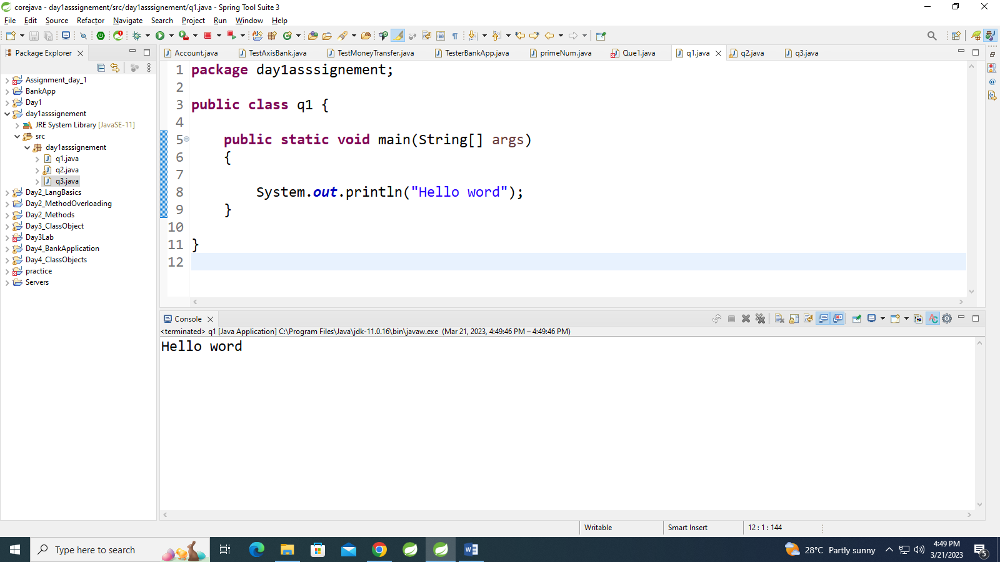 corejava - day1asssignement/src/day1asssignement/q1.java - Spring Tool Suite 3
File Edit Source Refactor Navigate Search Project Run Window Help
Package Explorer
Account.java TestAxisBank.java TestMoneyTransfer.java TesterBankApp.java primeNum.java Que1.java q1.java q2.java q3.java
Assignment_day_1
BankApp
Day1
day1asssignement
JRE System Library [JavaSE-11]
src
day1asssignement
q1.java
q2.java
q3.java
Day2_LangBasics
Day2_MethodOverloading
Day2_Methods
Day3_ClassObject
Day3Lab
Day4_BankApplication
Day4_ClassObjects
practice
Servers
1 package day1asssignement;
2
3 public class q1 {
4
5 public static void main(String[] args)
6 {
7
8 System.out.println("Hello word");
9 }
10
11 }
12
Console
<terminated> q1 [Java Application] C:\Program Files\Java\jdk-11.0.16\bin\javaw.exe (Mar 21, 2023, 4:49:46 PM – 4:49:46 PM)
Hello word
Writable Smart Insert 12 : 1 : 144
Type here to search
28°C Partly sunny
4:49 PM
3/21/2023
5